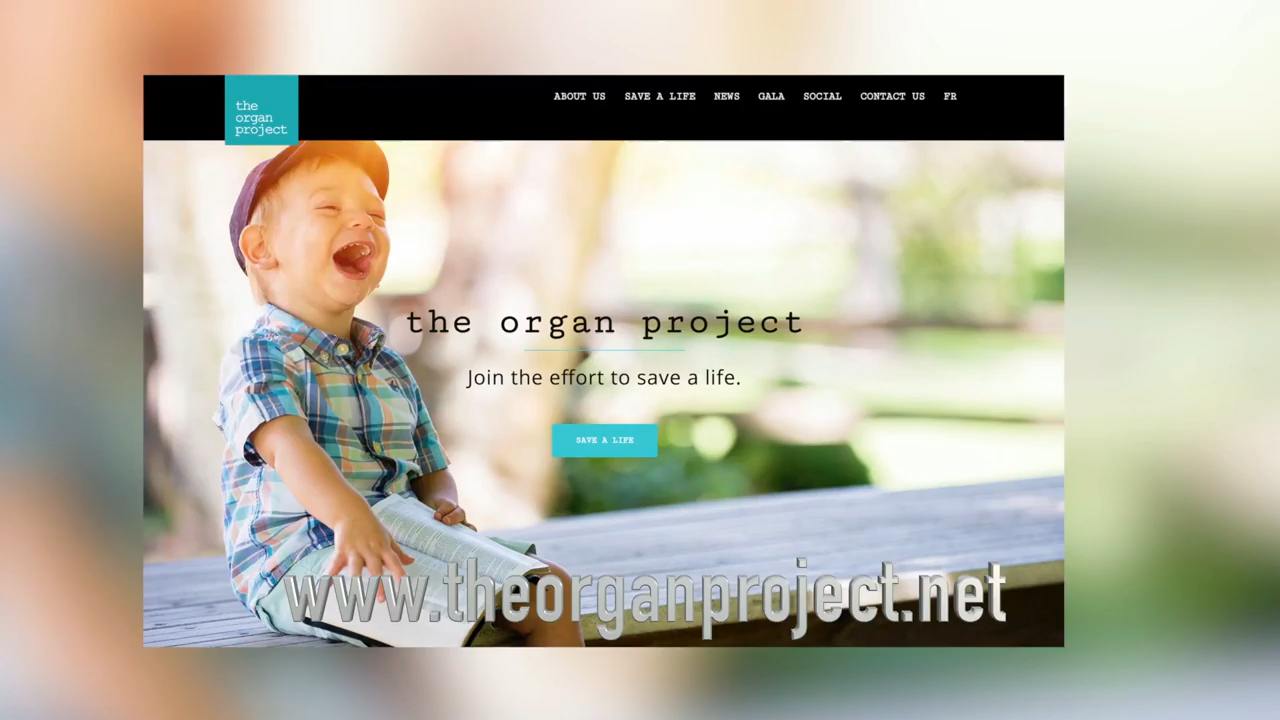 the
organ
project
ABOUT US SAVE A LIFE NEWS GALA SOCIAL CONTACT US FR
the organ project
Join the effort to save a life.
SAVE A LIFE
www.theorganproject.net